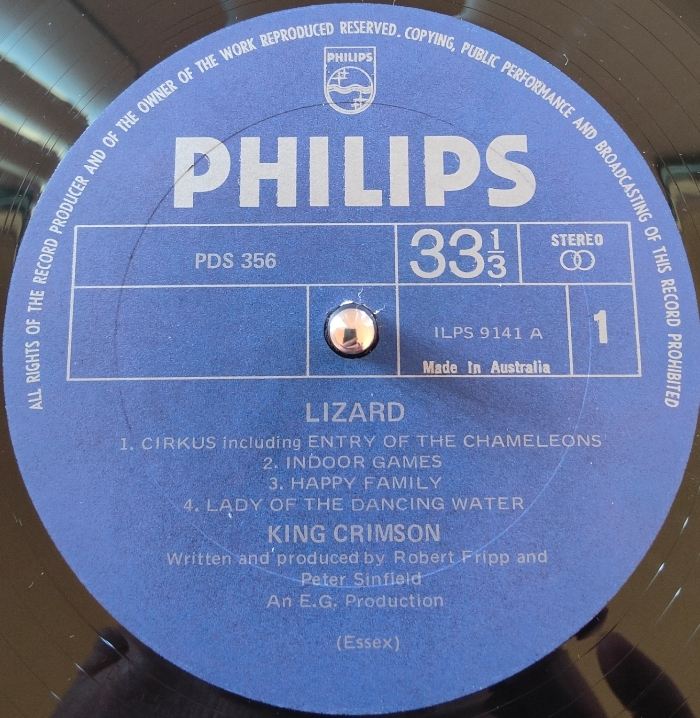 ALL RIGHTS OF THE RECORD PRODUCER AND OF THE OWNER OF THE WORK REPRODUCED RESERVED. COPYING, PUBLIC PERFORMANCE AND BROADCASTING OF THIS RECORD PROHIBITED
PHILIPS
PHILIPS
PDS 356
33 1/3
STEREO
ILPS 9141 A
1
Made In Australia
LIZARD
1. CIRKUS including ENTRY OF THE CHAMELEONS
2. INDOOR GAMES
3. HAPPY FAMILY
4. LADY OF THE DANCING WATER
KING CRIMSON
Written and produced by Robert Fripp and
Peter Sinfield
An E.G. Production
(Essex)